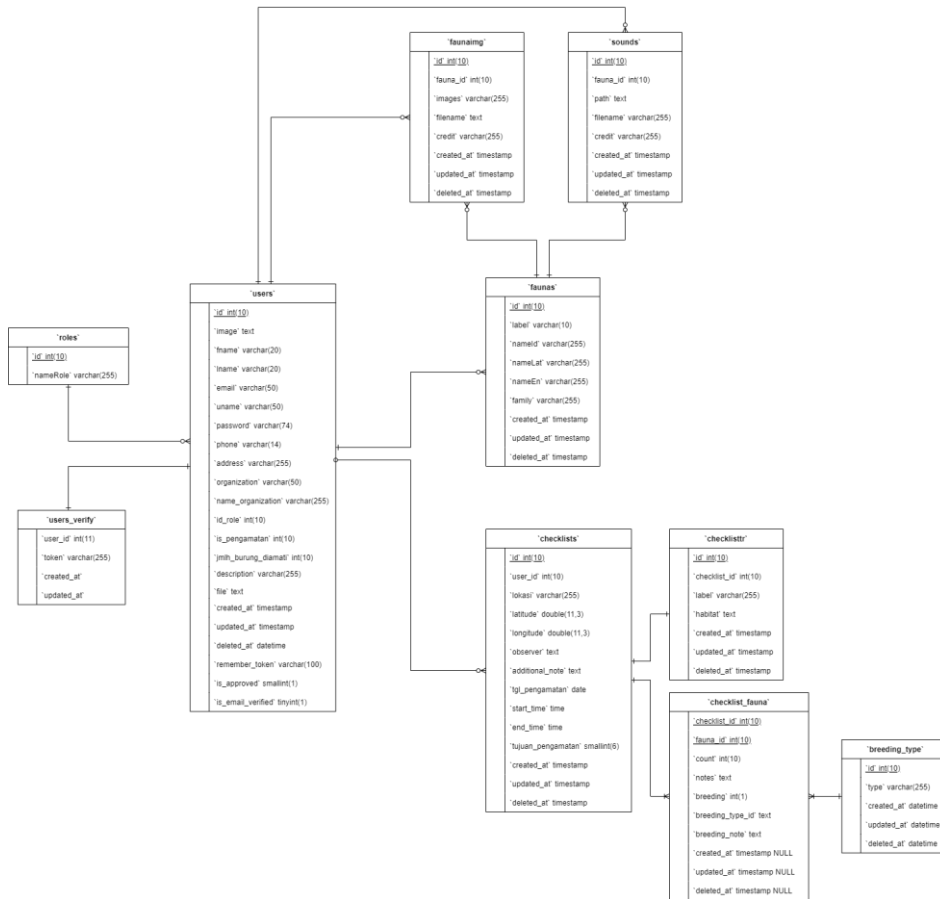 `faunaimg`
`id` int(10)
`fauna_id` int(10)
`images` varchar(255)
`filename` text
`credit` varchar(255)
`created_at` timestamp
`updated_at` timestamp
`deleted_at` timestamp
`sounds`
`id` int(10)
`fauna_id` int(10)
`path` text
`filename` varchar(255)
`credit` varchar(255)
`created_at` timestamp
`updated_at` timestamp
`deleted_at` timestamp
`users`
`id` int(10)
`image` text
`fname` varchar(20)
`lname` varchar(20)
`email` varchar(50)
`uname` varchar(50)
`password` varchar(74)
`phone` varchar(14)
`address` varchar(255)
`organization` varchar(50)
`name_organization` varchar(255)
`id_role` int(10)
`is_pengamatan` int(10)
`jmlh_burung_diamati` int(10)
`description` varchar(255)
`file` text
`created_at` timestamp
`updated_at` timestamp
`deleted_at` datetime
`remember_token` varchar(100)
`is_approved` smallint(1)
`is_email_verified` tinyint(1)
`faunas`
`id` int(10)
`label` varchar(10)
`nameId` varchar(255)
`nameLat` varchar(255)
`nameEn` varchar(255)
`family` varchar(255)
`created_at` timestamp
`updated_at` timestamp
`deleted_at` timestamp
`roles`
`id` int(10)
`nameRole` varchar(255)
`users_verify`
`user_id` int(11)
`token` varchar(255)
`created_at`
`updated_at`
`checklists`
`id` int(10)
`user_id` int(10)
`lokasi` varchar(255)
`latitude` double(11,3)
`longitude` double(11,3)
`observer` text
`additional_note` text
`tgl_pengamatan` date
`start_time` time
`end_time` time
`tujuan_pengamatan` smallint(6)
`created_at` timestamp
`updated_at` timestamp
`deleted_at` timestamp
`checklisttr`
`id` int(10)
`checklist_id` int(10)
`label` varchar(255)
`habitat` text
`created_at` timestamp
`updated_at` timestamp
`deleted_at` timestamp
`checklist_fauna`
`checklist_id` int(10)
`fauna_id` int(10)
`count` int(10)
`notes` text
`breeding` int(1)
`breeding_type_id` text
`breeding_note` text
`created_at` timestamp NULL
`updated_at` timestamp NULL
`deleted_at` timestamp NULL
`breeding_type`
`id` int(10)
`type` varchar(255)
`created_at` datetime
`updated_at` datetime
`deleted_at` datetime